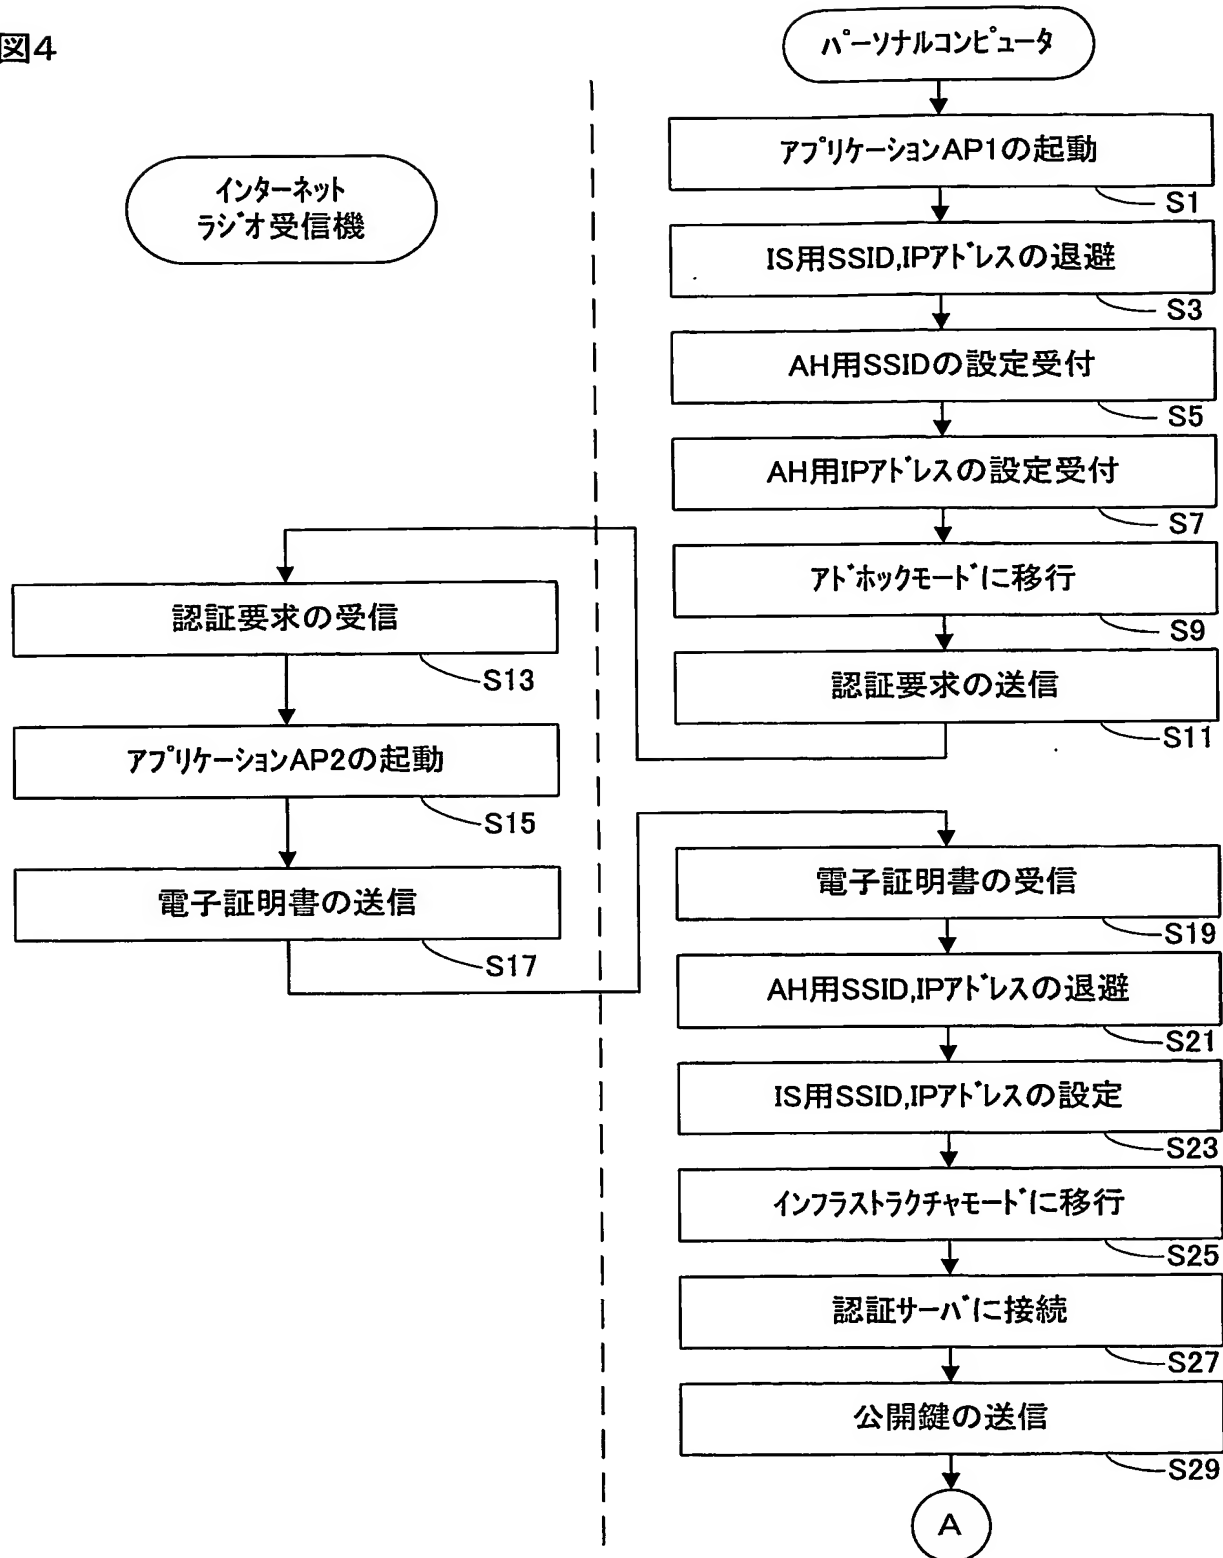 図4
パーソナルコンピュータ
アプリケーションAP1の起動
S1
インターネット
ラジオ受信機
IS用SSID,IPアドレスの退避
S3
AH用SSIDの設定受付
S5
AH用IPアドレスの設定受付
S7
アドホックモードに移行
S9
認証要求の送信
S11
認証要求の受信
S13
アプリケーションAP2の起動
S15
電子証明書の送信
S17
電子証明書の受信
S19
AH用SSID,IPアドレスの退避
S21
IS用SSID,IPアドレスの設定
S23
インフラストラクチャモードに移行
S25
認証サーバに接続
S27
公開鍵の送信
S29
A